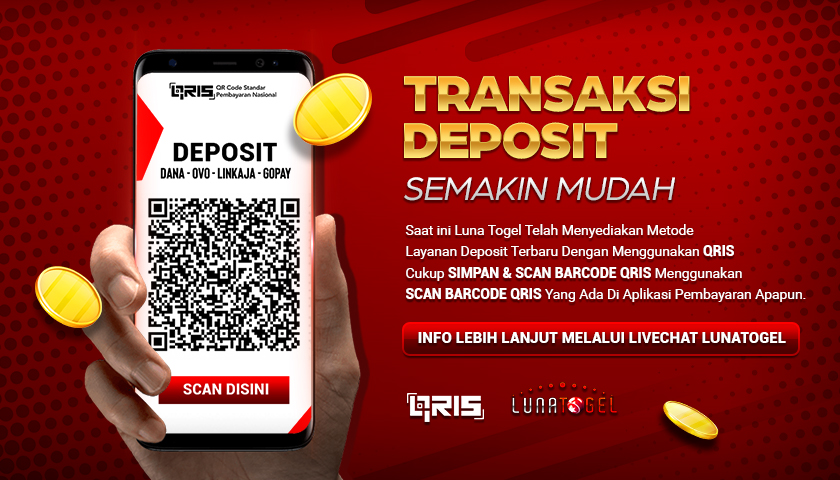 QRIS QR Code Standar
Pembayaran Nasional
DEPOSIT
DANA - OVO - LINKAJA - GOPAY
SCAN DISINI
TRANSAKSI
DEPOSIT
SEMAKIN MUDAH
Saat ini Luna Togel Telah Menyediakan Metode
Layanan Deposit Terbaru Dengan Menggunakan QRIS
Cukup SIMPAN & SCAN BARCODE QRIS Menggunakan
SCAN BARCODE QRIS Yang Ada Di Aplikasi Pembayaran Apapun.
INFO LEBIH LANJUT MELALUI LIVECHAT LUNATOGEL
QRIS LUNATOGEL